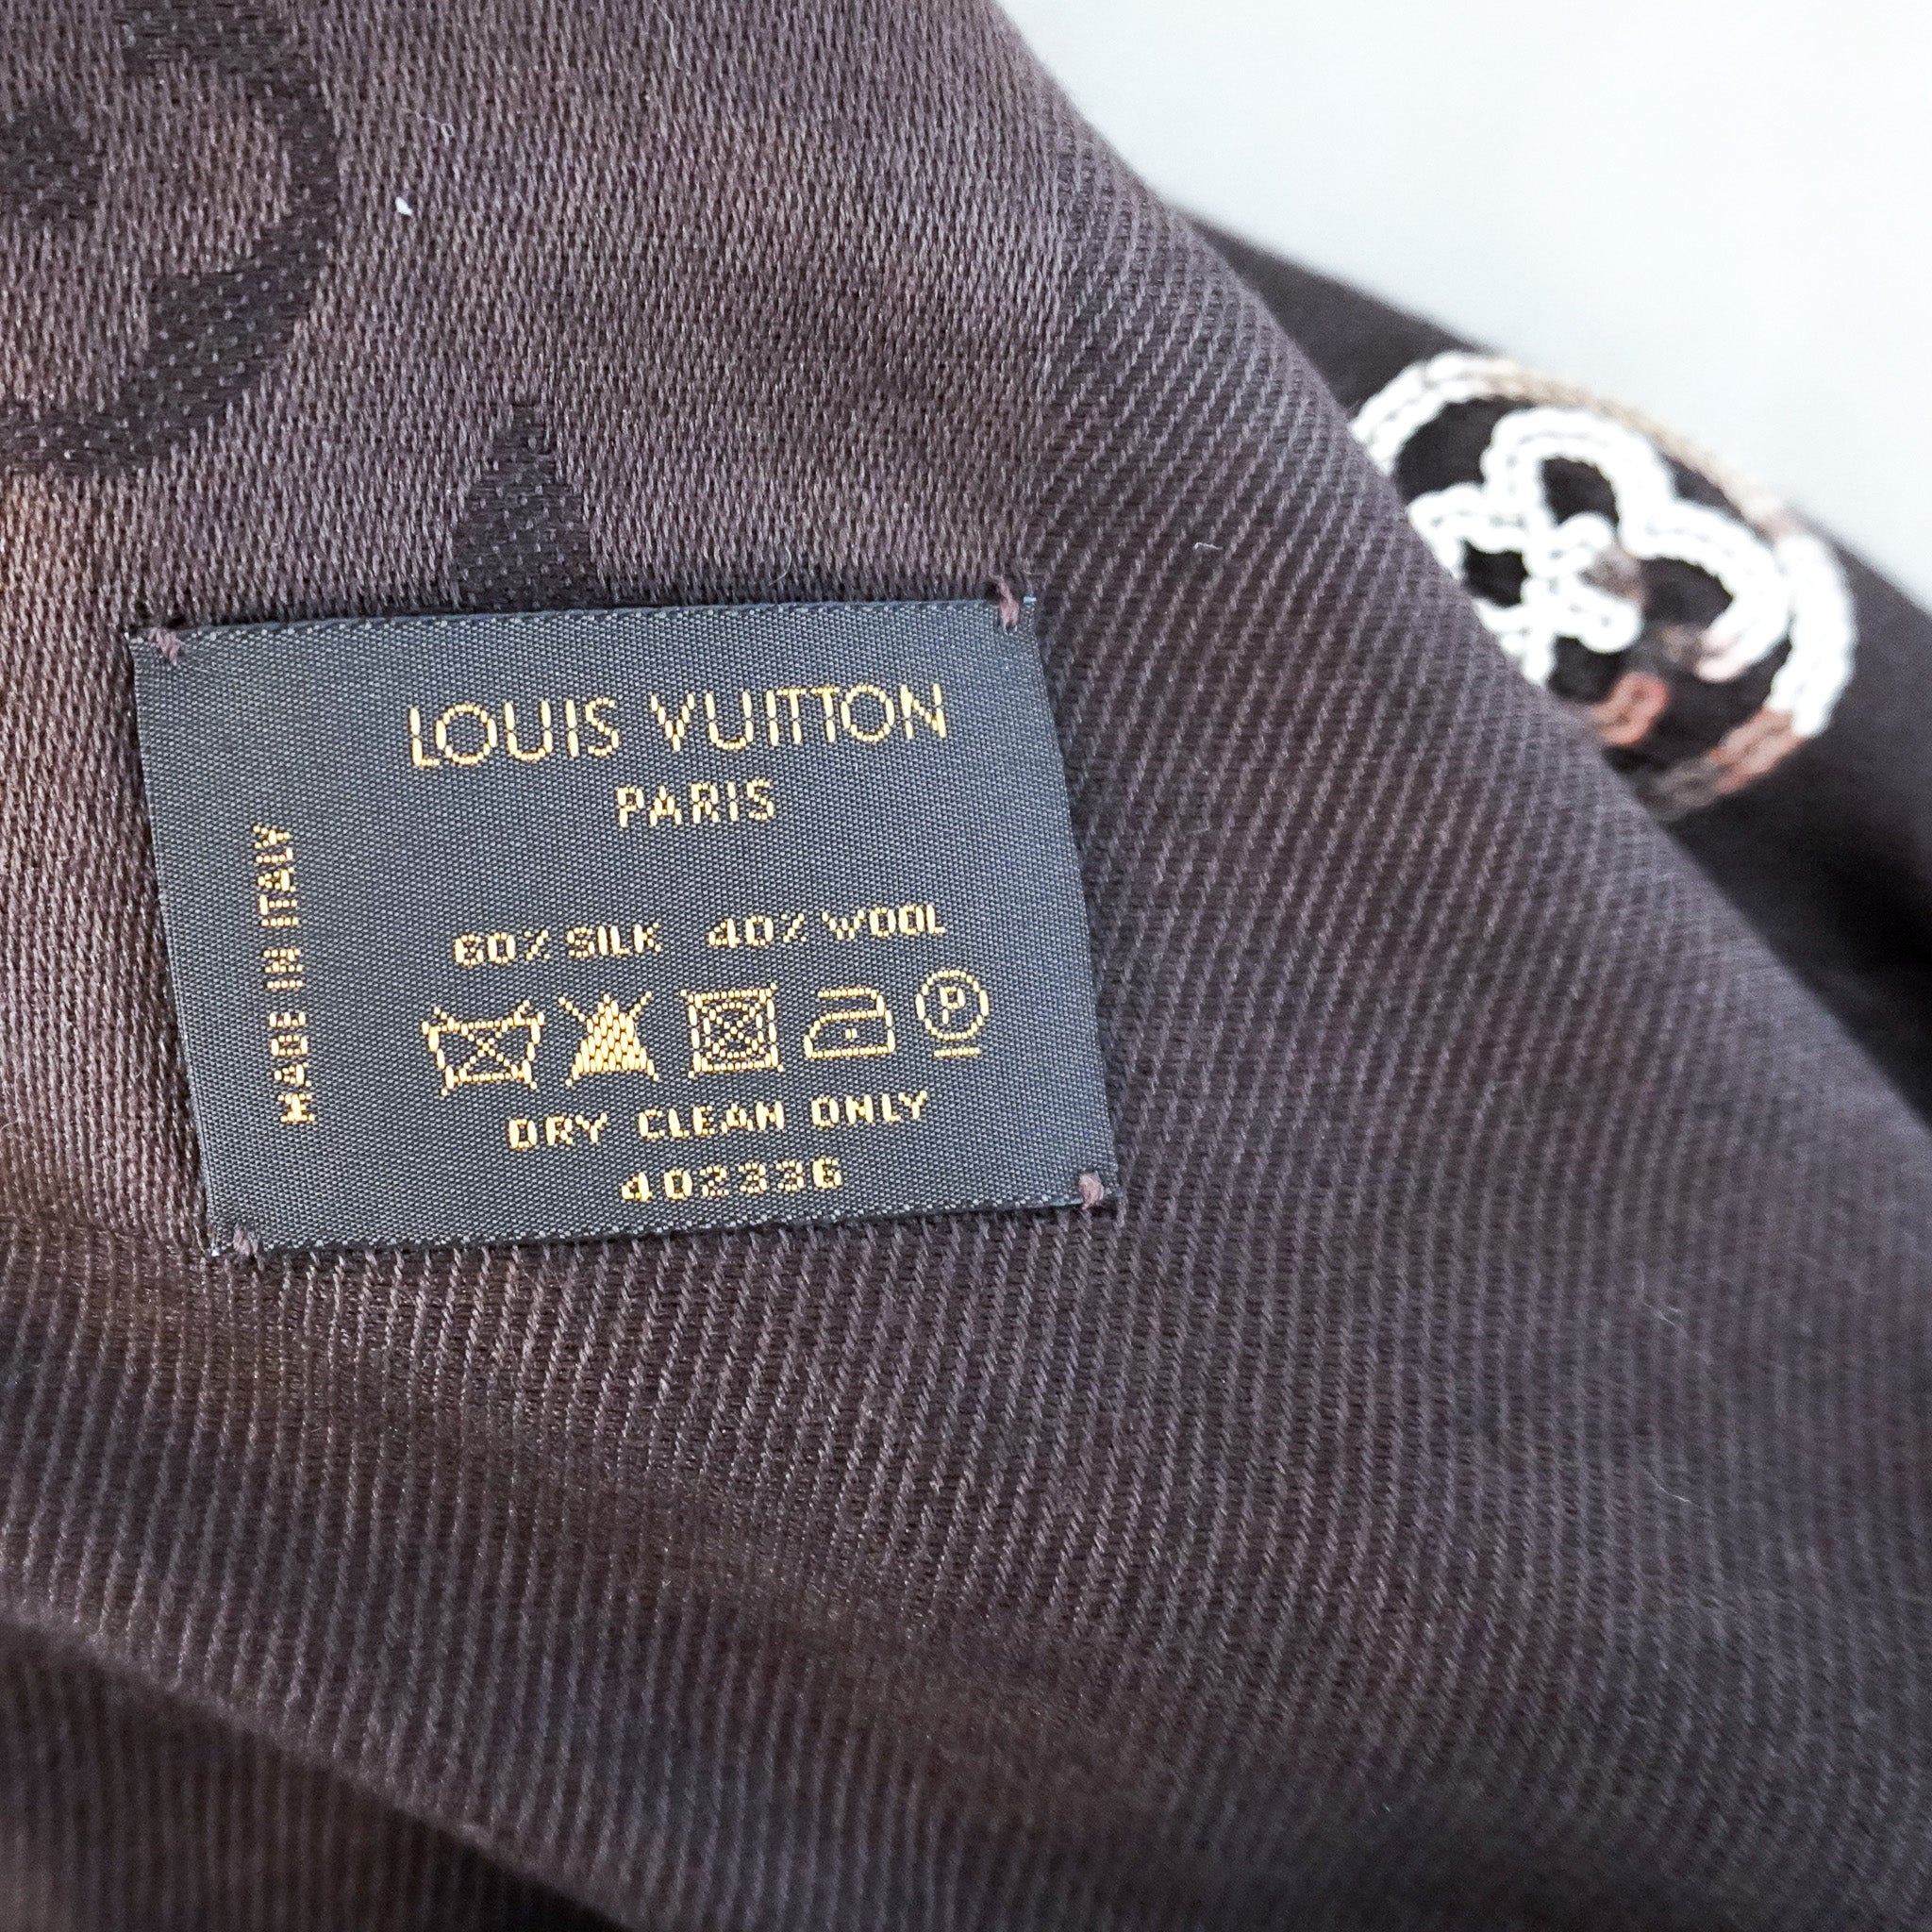 LOUIS VUITTON
PARIS
MADE IN ITALY
60% SILK 40% WOOL
P
DRY CLEAN ONLY
402336